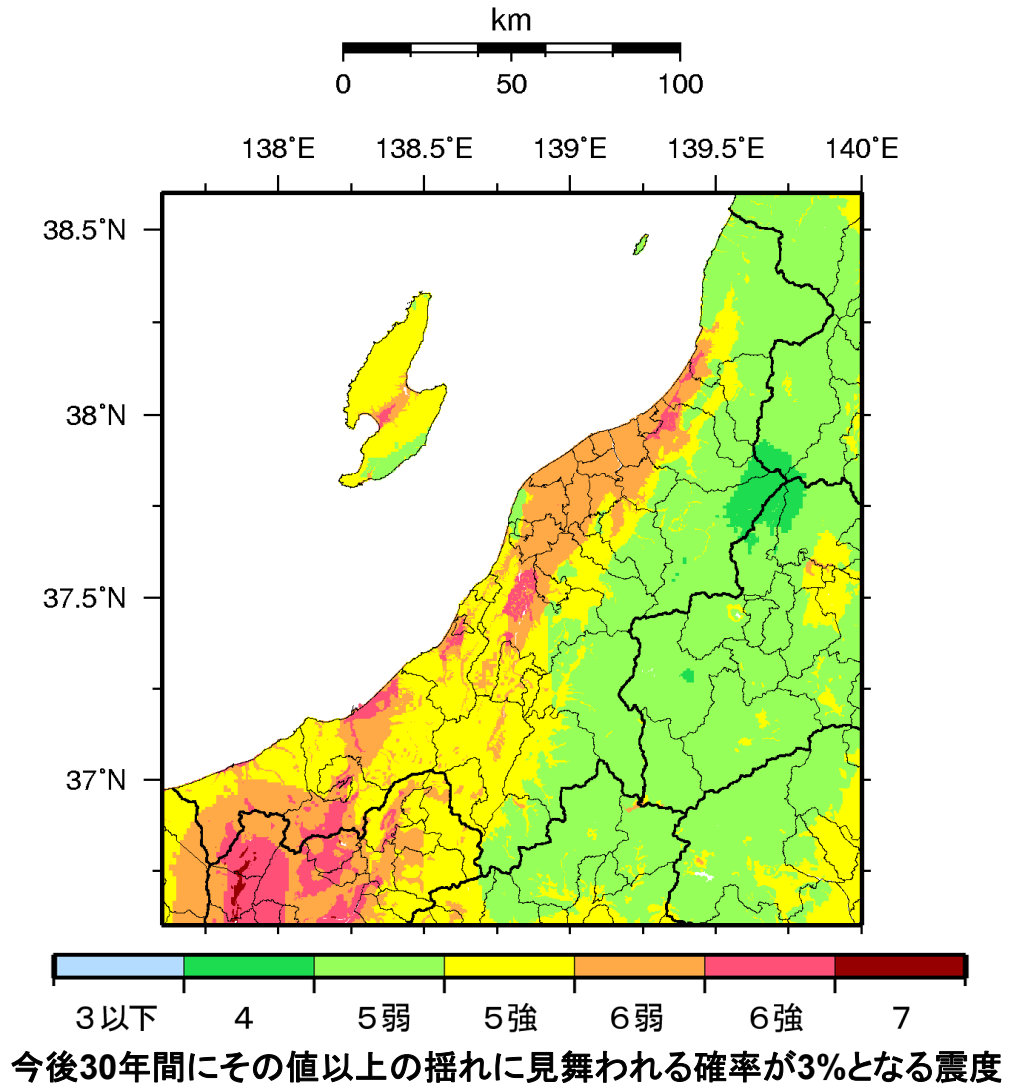 km
0 50 100
138˚E 138.5˚E 139˚E 139.5˚E 140˚E
38.5˚N
38˚N
37.5˚N
37˚N
３以下 ４ ５弱 ５強 ６弱 ６強 ７
今後30年間にその値以上の揺れに見舞われる確率が3%となる震度